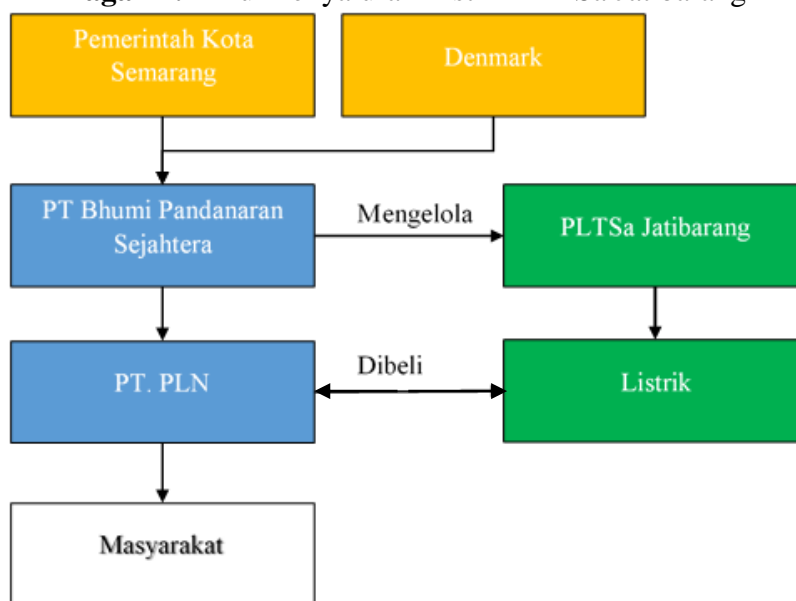 Pemerintah Kota
Semarang
Denmark
PT Bhumi Pandanaran
Sejahtera
Mengelola
PLTSa Jatibarang
PT. PLN
Dibeli
Listrik
Masyarakat